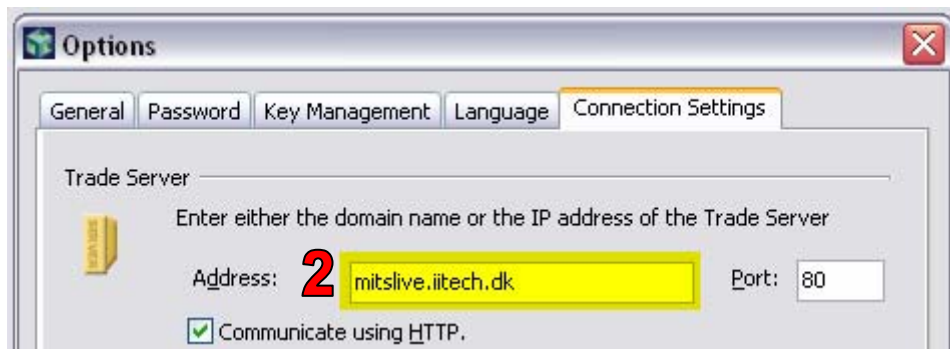 Options
General Password Key Management Language Connection Settings
Trade Server
SERVER
Enter either the domain name or the IP address of the Trade Server
Address: 2 mitslive.iitech.dk Port: 80
Communicate using HTTP.